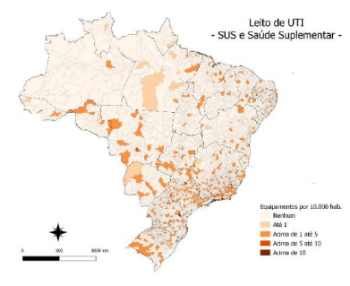 Leito de UTI
- SUS e Saúde Suplementar -
Equipamentos por 10.000 hab.
Nenhum
Até 1
Acima de 1 até 5
Acima de 5 até 10
Acima de 10
0 500 1000 km